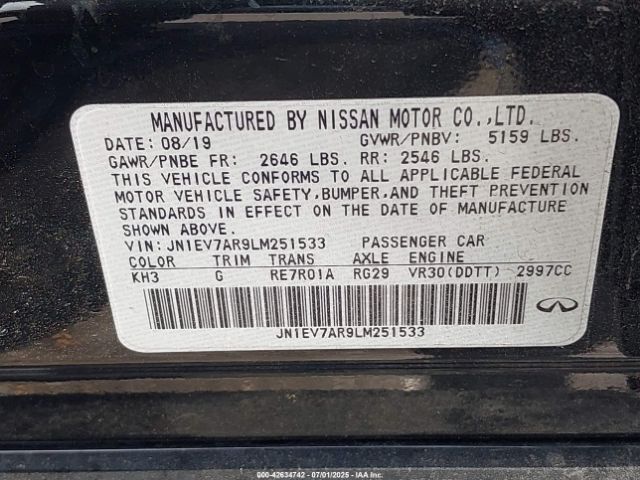 MANUFACTURED BY NISSAN MOTOR CO.,LTD.
DATE: 08/19 GVWR/PNBV: 5159 LBS.
GAWR/PNBE FR: 2646 LBS. RR: 2546 LBS.
THIS VEHICLE CONFORMS TO ALL APPLICABLE FEDERAL
MOTOR VEHICLE SAFETY,BUMPER,AND THEFT PREVENTION
STANDARDS IN EFFECT ON THE DATE OF MANUFACTURE
SHOWN ABOVE.
VIN: JN1EV7AR9LM251533 PASSENGER CAR
COLOR TRIM TRANS AXLE ENGINE
KH3 G RE7R01A RG29 VR30(DDTT) 2997CC
JN1EV7AR9LM251533
000-42634742 - 07/01/2025 - IAA. Inc.